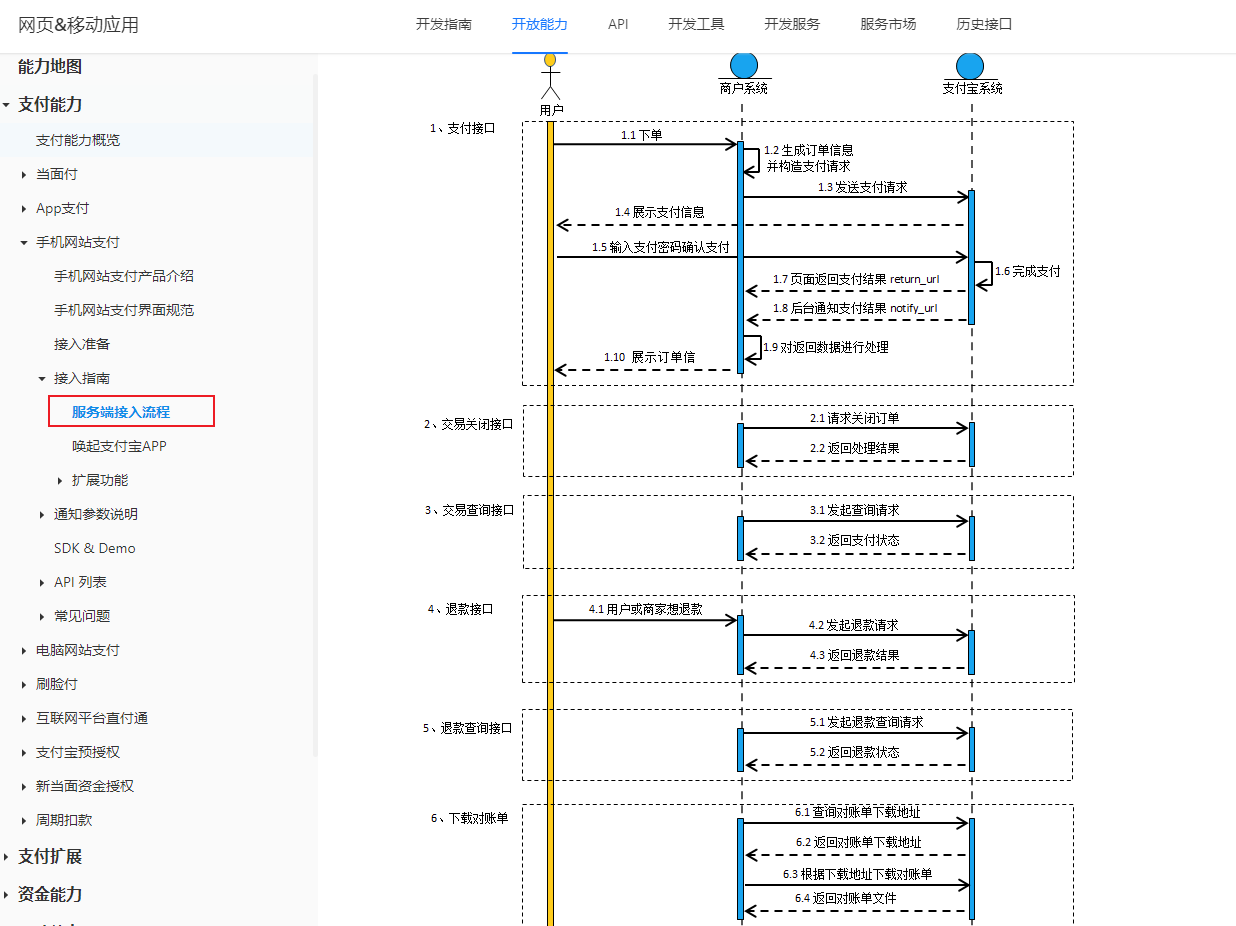 网页&移动应用
开发指南
开放能力
API
开发工具
开发服务
服务市场
历史接口
能力地图
支付能力
支付能力概览
当面付
App支付
手机网站支付
手机网站支付产品介绍
手机网站支付界面规范
接入准备
接入指南
服务端接入流程
唤起支付宝APP
扩展功能
通知参数说明
SDK & Demo
API 列表
常见问题
电脑网站支付
刷脸付
互联网平台直付通
支付宝预授权
新当面资金授权
周期扣款
支付扩展
资金能力
用户
商户系统
支付宝系统
1、支付接口
1.1 下单
1.2 生成订单信息
并构造支付请求
1.3 发送支付请求
1.4 展示支付信息
1.5 输入支付密码确认支付
1.6 完成支付
1.7 页面返回支付结果 return_url
1.8 后台通知支付结果 notify_url
1.9 对返回数据进行处理
1.10 展示订单信
2、交易关闭接口
2.1 请求关闭订单
2.2 返回处理结果
3、交易查询接口
3.1 发起查询请求
3.2 返回支付状态
4、退款接口
4.1 用户或商家想退款
4.2 发起退款请求
4.3 返回退款结果
5、退款查询接口
5.1 发起退款查询请求
5.2 返回退款状态
6、下载对账单
6.1 查询对账单下载地址
6.2 返回对账单下载地址
6.3 根据下载地址下载对账单
6.4 返回对账单文件